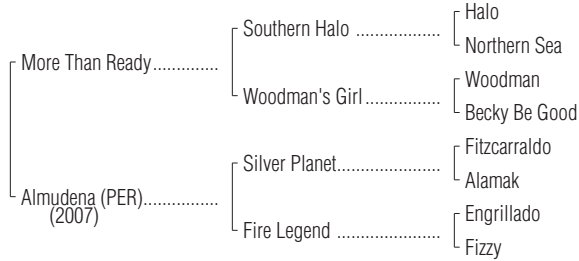 Halo
Southern Halo ..................
Northern Sea
More Than Ready..............
Woodman
Woodman's Girl ................
Becky Be Good
Fitzcarraldo
Silver Planet......................
Alamak
Almudena (PER)................
(2007)
Engrillado
Fire Legend ......................
Fizzy